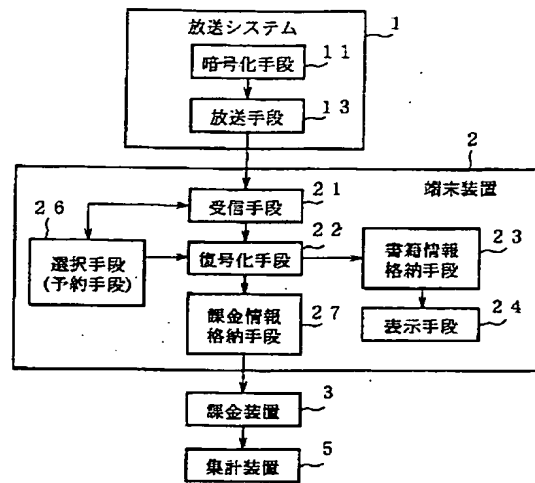 放送システム
1
暗号化手段
11
放送手段
13
2
端末装置
受信手段
21
26
選択手段
(予約手段)
復号化手段
22
書籍情報
格納手段
23
課金情報
格納手段
27
表示手段
24
課金装置
3
集計装置
5